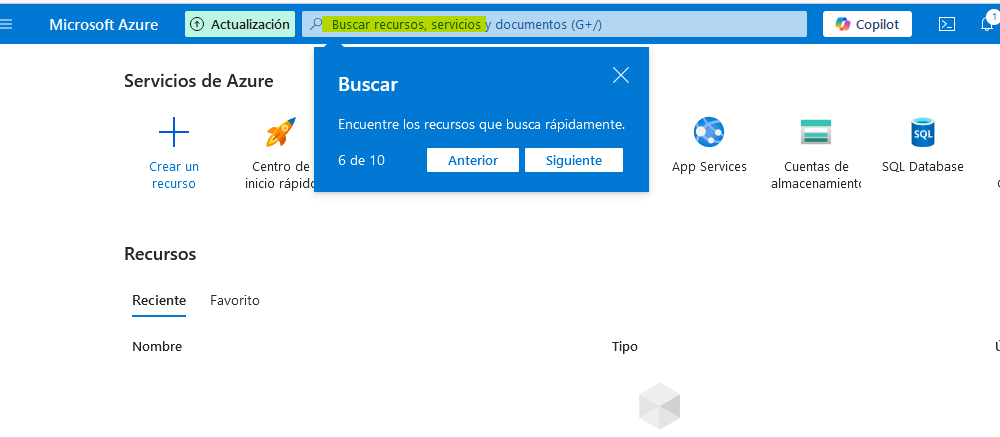 Microsoft Azure
Actualización
Buscar recursos, servicios y documentos (G+/)
Copilot
1
Servicios de Azure
Buscar
Encuentre los recursos que busca rápidamente.
6 de 10
Anterior
Siguiente
Crear un
recurso
Centro de
inicio rápido
App Services
Cuentas de
almacenamiento
SQL
SQL Database
Recursos
Reciente
Favorito
Nombre
Tipo